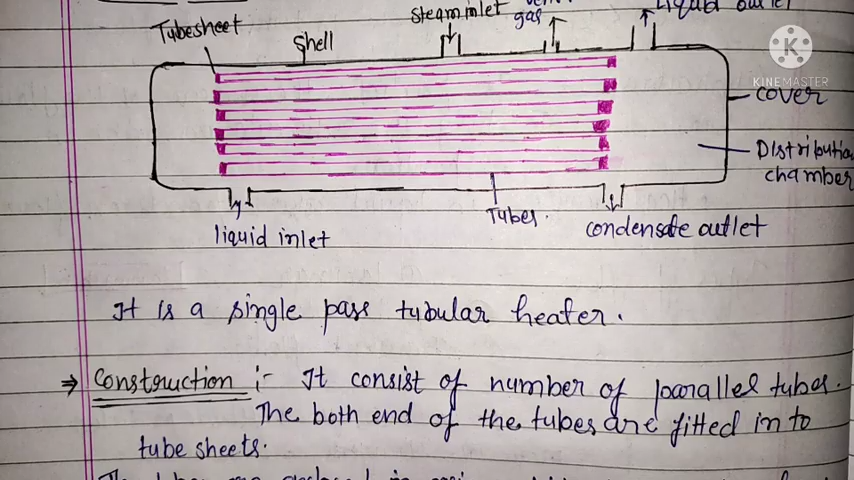 Tubesheet
Shell
Steam inlet
gas
KINEMASTER
cover
Distribution
chamber
liquid inlet
Tubes.
condensate outlet
It is a single pass tubular heater.
⇒ Construction :- It consist of number of parallel tubes.
The both end of the tubes are fitted in to
tube sheets.